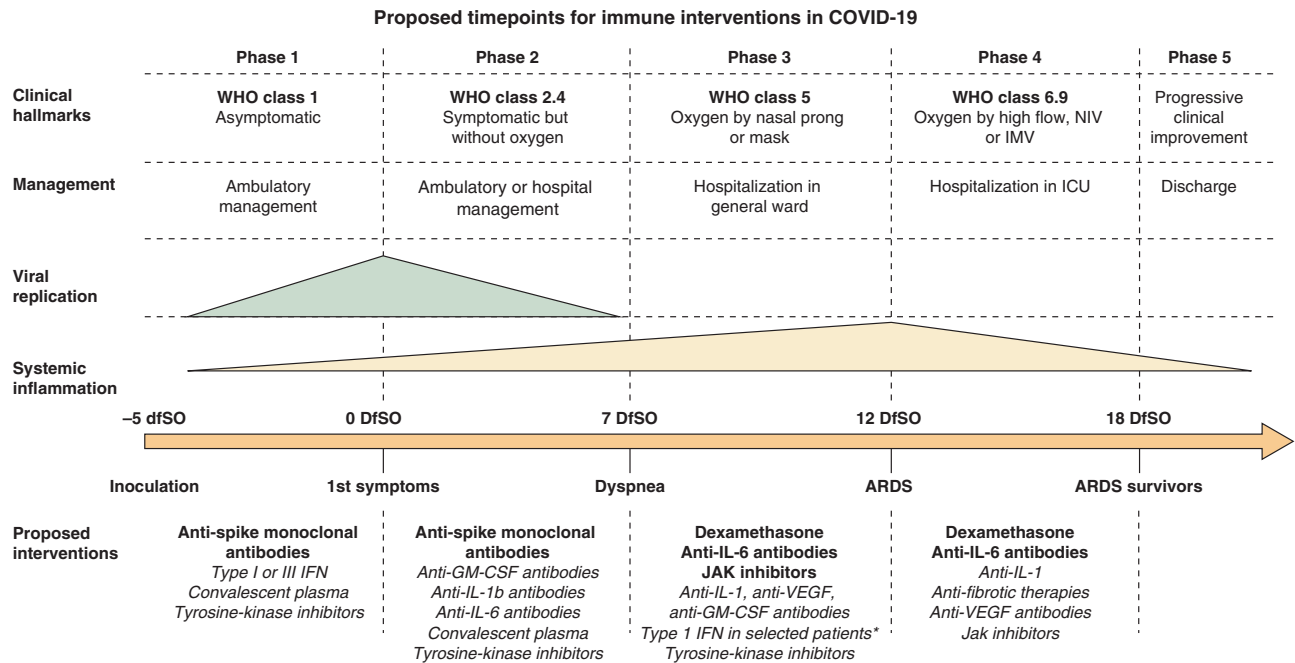 Proposed timepoints for immune interventions in COVID-19
Phase 1
Phase 2
Phase 3
Phase 4
Phase 5
Clinical
hallmarks
WHO class 1
Asymptomatic
WHO class 2.4
Symptomatic but
without oxygen
WHO class 5
Oxygen by nasal prong
or mask
WHO class 6.9
Oxygen by high flow, NIV
or IMV
Progressive
clinical
improvement
Management
Ambulatory
management
Ambulatory or hospital
management
Hospitalization in
general ward
Hospitalization in ICU
Discharge
Viral
replication
Systemic
inflammation
–5 dfSO
0 DfSO
7 DfSO
12 DfSO
18 DfSO
Inoculation
1st symptoms
Dyspnea
ARDS
ARDS survivors
Proposed
interventions
Anti-spike monoclonal
antibodies
Type I or III IFN
Convalescent plasma
Tyrosine-kinase inhibitors
Anti-spike monoclonal
antibodies
Anti-GM-CSF antibodies
Anti-IL-1b antibodies
Anti-IL-6 antibodies
Convalescent plasma
Tyrosine-kinase inhibitors
Dexamethasone
Anti-IL-6 antibodies
JAK inhibitors
Anti-IL-1, anti-VEGF,
anti-GM-CSF antibodies
Type 1 IFN in selected patients*
Tyrosine-kinase inhibitors
Dexamethasone
Anti-IL-6 antibodies
Anti-IL-1
Anti-fibrotic therapies
Anti-VEGF antibodies
Jak inhibitors